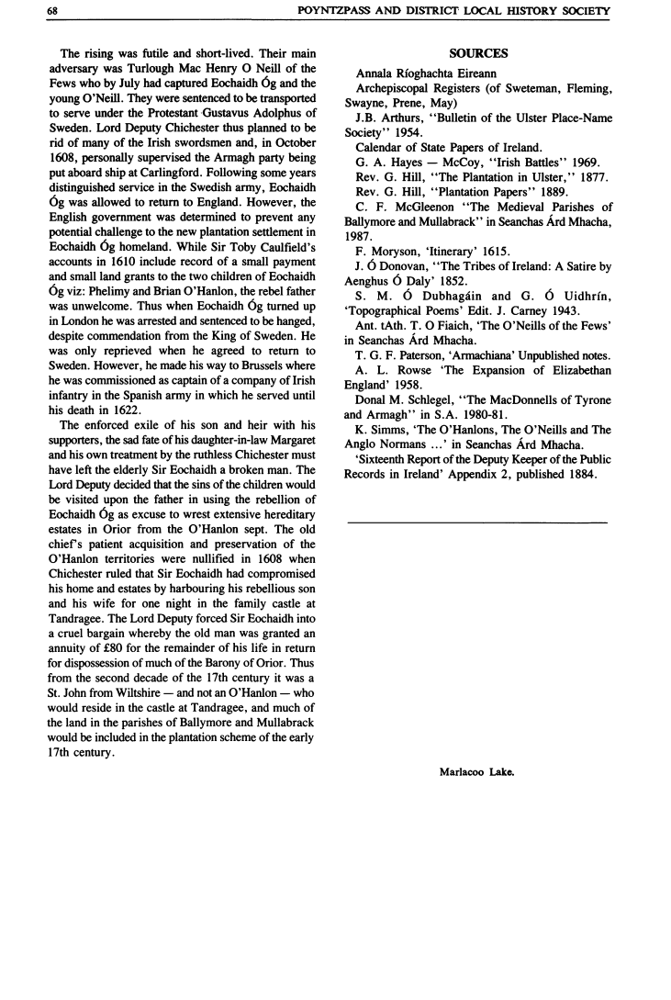 68
POYNTZPASS AND DISTRICT LOCAL HISTORY SOCIETY
The rising was futile and short-lived. Their main
adversary was Turlough Mac Henry O Neill of the
Fews who by July had captured Eochaidh Óg and the
young O'Neill. They were sentenced to be transported
to serve under the Protestant Gustavus Adolphus of
Sweden. Lord Deputy Chichester thus planned to be
rid of many of the Irish swordsmen and, in October
1608, personally supervised the Armagh party being
put aboard ship at Carlingford. Following some years
distinguished service in the Swedish army, Eochaidh
Óg was allowed to return to England. However, the
English government was determined to prevent any
potential challenge to the new plantation settlement in
Eochaidh Óg homeland. While Sir Toby Caulfield's
accounts in 1610 include record of a small payment
and small land grants to the two children of Eochaidh
Óg viz: Phelimy and Brian O'Hanlon, the rebel father
was unwelcome. Thus when Eochaidh Óg turned up
in London he was arrested and sentenced to be hanged,
despite commendation from the King of Sweden. He
was only reprieved when he agreed to return to
Sweden. However, he made his way to Brussels where
he was commissioned as captain of a company of Irish
infantry in the Spanish army in which he served until
his death in 1622.
The enforced exile of his son and heir with his
supporters, the sad fate of his daughter-in-law Margaret
and his own treatment by the ruthless Chichester must
have left the elderly Sir Eochaidh a broken man. The
Lord Deputy decided that the sins of the children would
be visited upon the father in using the rebellion of
Eochaidh Óg as excuse to wrest extensive hereditary
estates in Orior from the O'Hanlon sept. The old
chief's patient acquisition and preservation of the
O'Hanlon territories were nullified in 1608 when
Chichester ruled that Sir Eochaidh had compromised
his home and estates by harbouring his rebellious son
and his wife for one night in the family castle at
Tandragee. The Lord Deputy forced Sir Eochaidh into
a cruel bargain whereby the old man was granted an
annuity of £80 for the remainder of his life in return
for dispossession of much of the Barony of Orior. Thus
from the second decade of the 17th century it was a
St. John from Wiltshire — and not an O'Hanlon — who
would reside in the castle at Tandragee, and much of
the land in the parishes of Ballymore and Mullabrack
would be included in the plantation scheme of the early
17th century.
SOURCES
Annala Ríoghachta Eireann
Archepiscopal Registers (of Sweteman, Fleming,
Swayne, Prene, May)
J.B. Arthurs, "Bulletin of the Ulster Place-Name
Society" 1954.
Calendar of State Papers of Ireland.
G. A. Hayes — McCoy, "Irish Battles" 1969.
Rev. G. Hill, "The Plantation in Ulster," 1877.
Rev. G. Hill, "Plantation Papers" 1889.
C. F. McGleenon "The Medieval Parishes of
Ballymore and Mullabrack" in Seanchas Árd Mhacha,
1987.
F. Moryson, 'Itinerary' 1615.
J. Ó Donovan, "The Tribes of Ireland: A Satire by
Aenghus Ó Daly' 1852.
S. M. Ó Dubhagáin and G. Ó Uidhrín,
'Topographical Poems' Edit. J. Carney 1943.
Ant. tAth. T. O Fiaich, 'The O'Neills of the Fews'
in Seanchas Árd Mhacha.
T. G. F. Paterson, 'Armachiana' Unpublished notes.
A. L. Rowse 'The Expansion of Elizabethan
England' 1958.
Donal M. Schlegel, "The MacDonnells of Tyrone
and Armagh" in S.A. 1980-81.
K. Simms, 'The O'Hanlons, The O'Neills and The
Anglo Normans ...' in Seanchas Árd Mhacha.
'Sixteenth Report of the Deputy Keeper of the Public
Records in Ireland' Appendix 2, published 1884.
Marlacoo Lake.